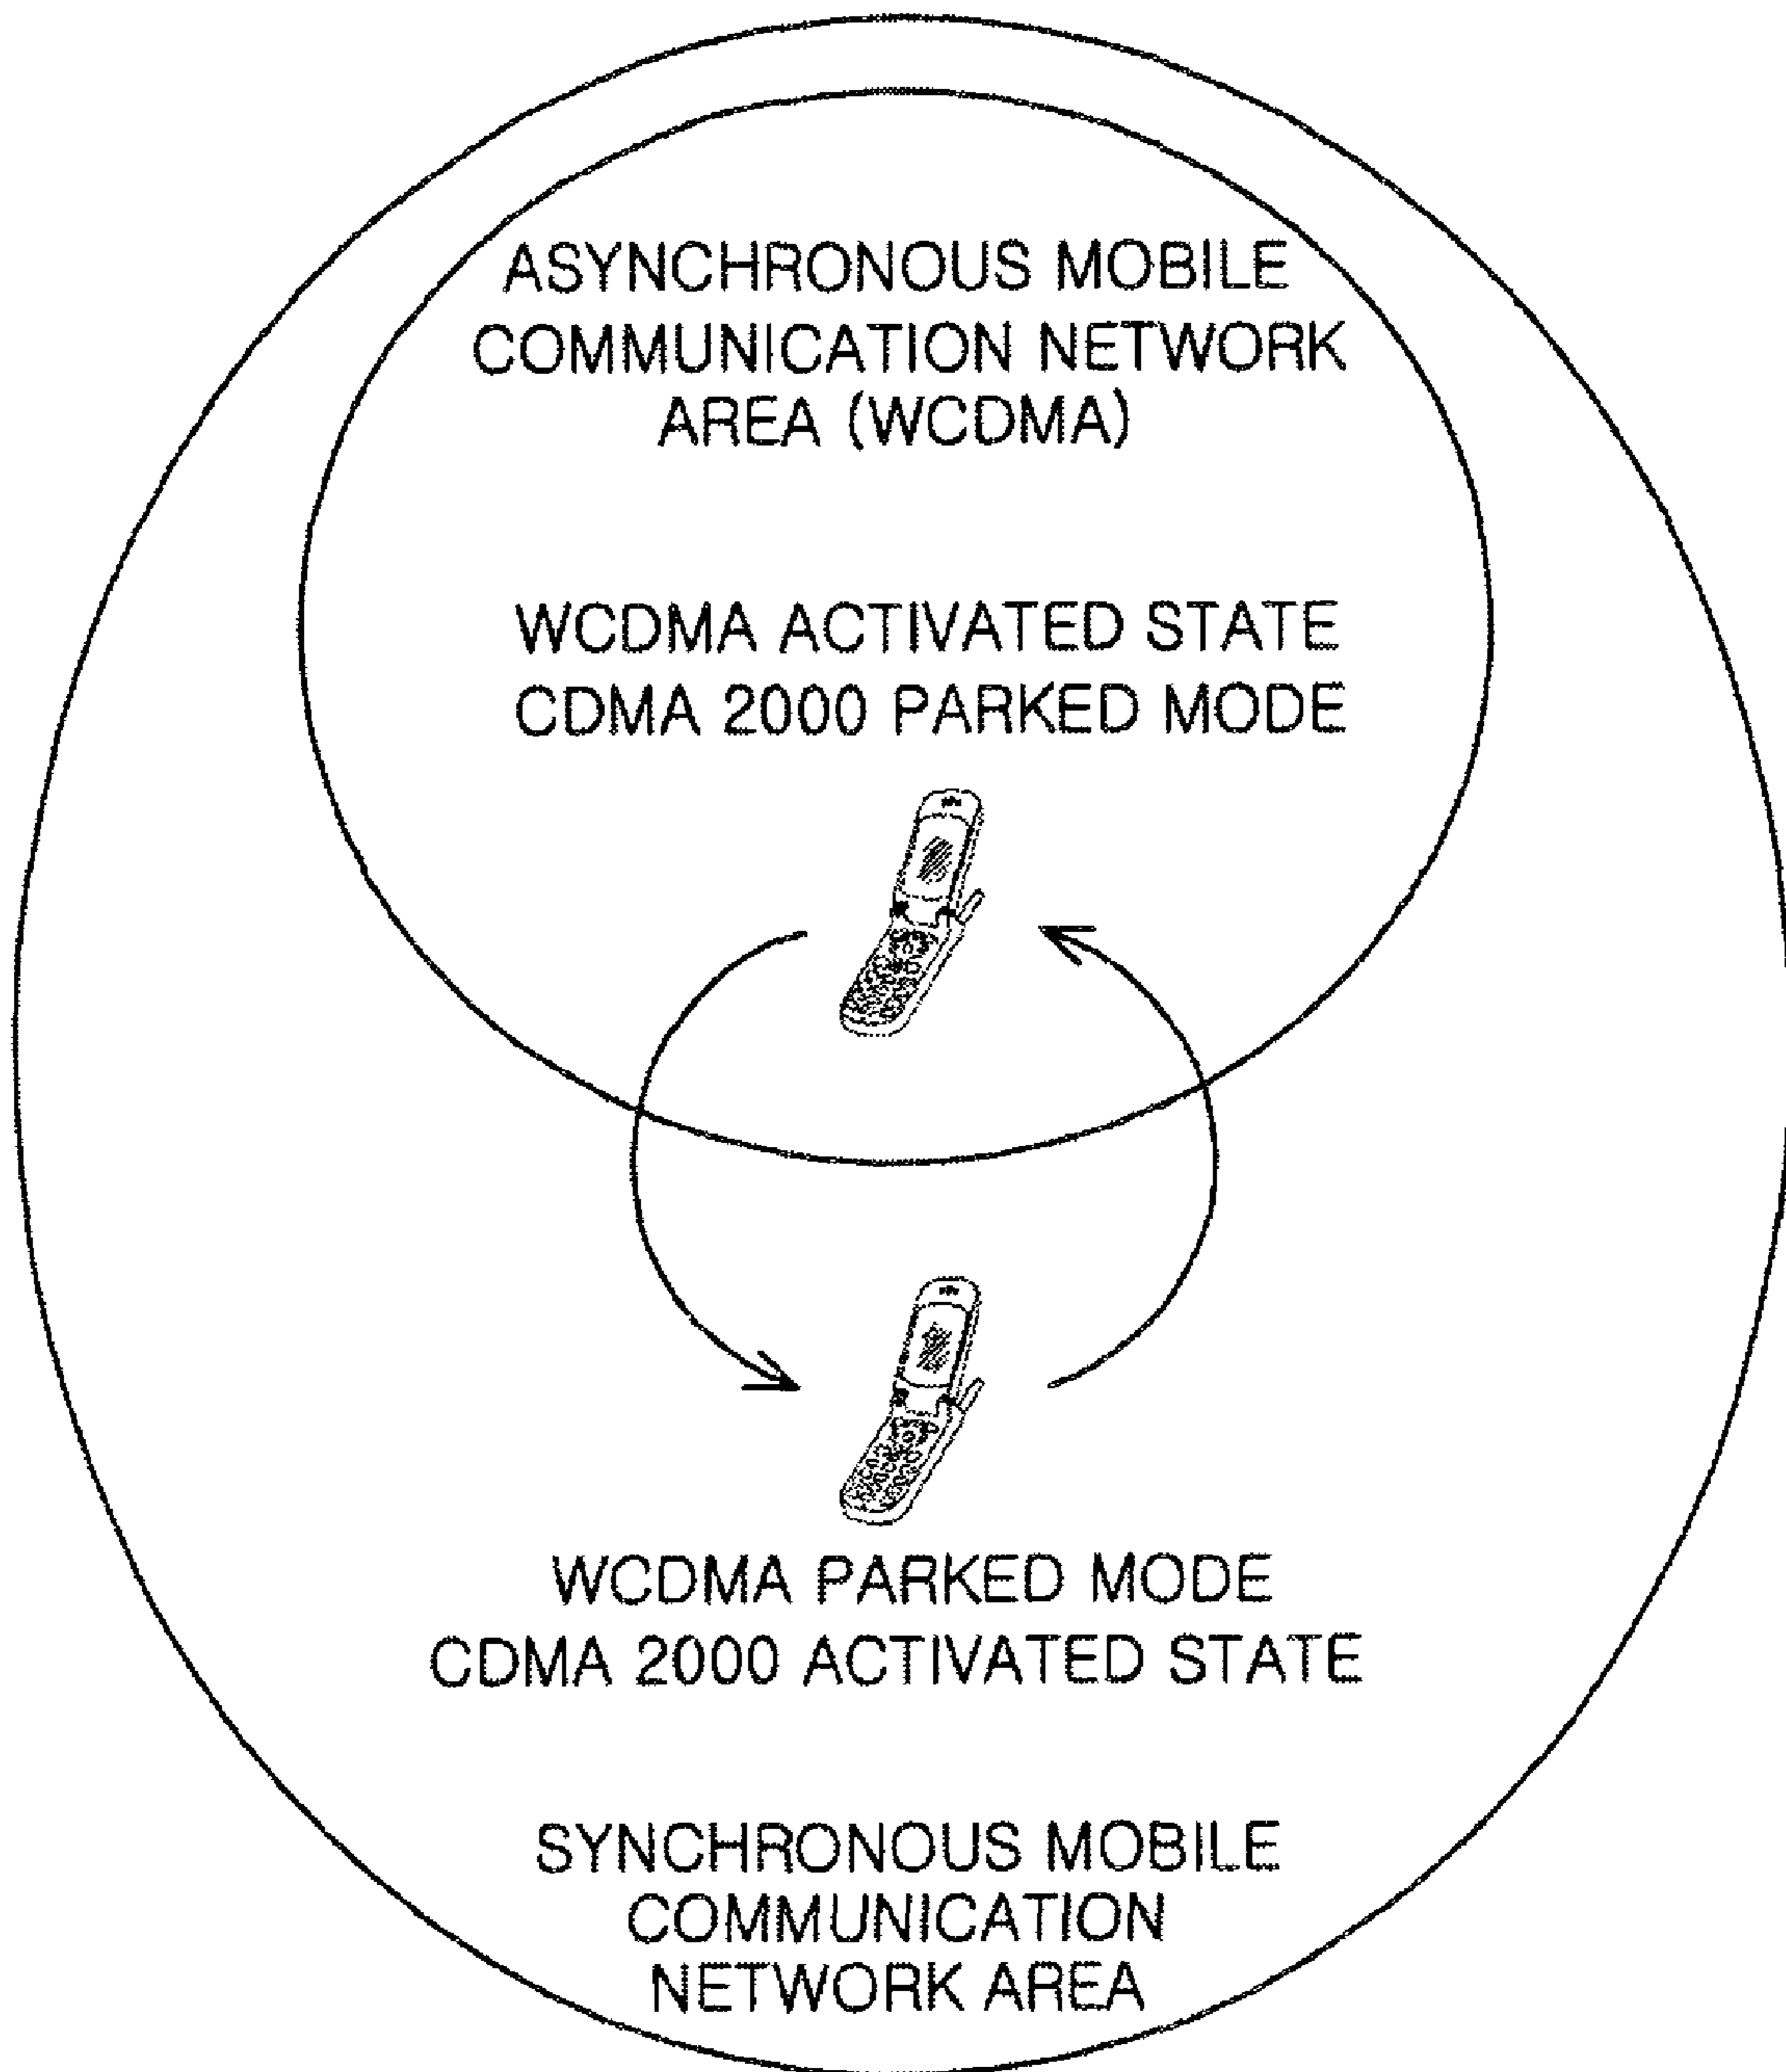 ASYNCHRONOUS MOBILE
COMMUNICATION NETWORK
AREA (WCDMA)
WCDMA ACTIVATED STATE
CDMA 2000 PARKED MODE
WCDMA PARKED MODE
CDMA 2000 ACTIVATED STATE
SYNCHRONOUS MOBILE
COMMUNICATION
NETWORK AREA